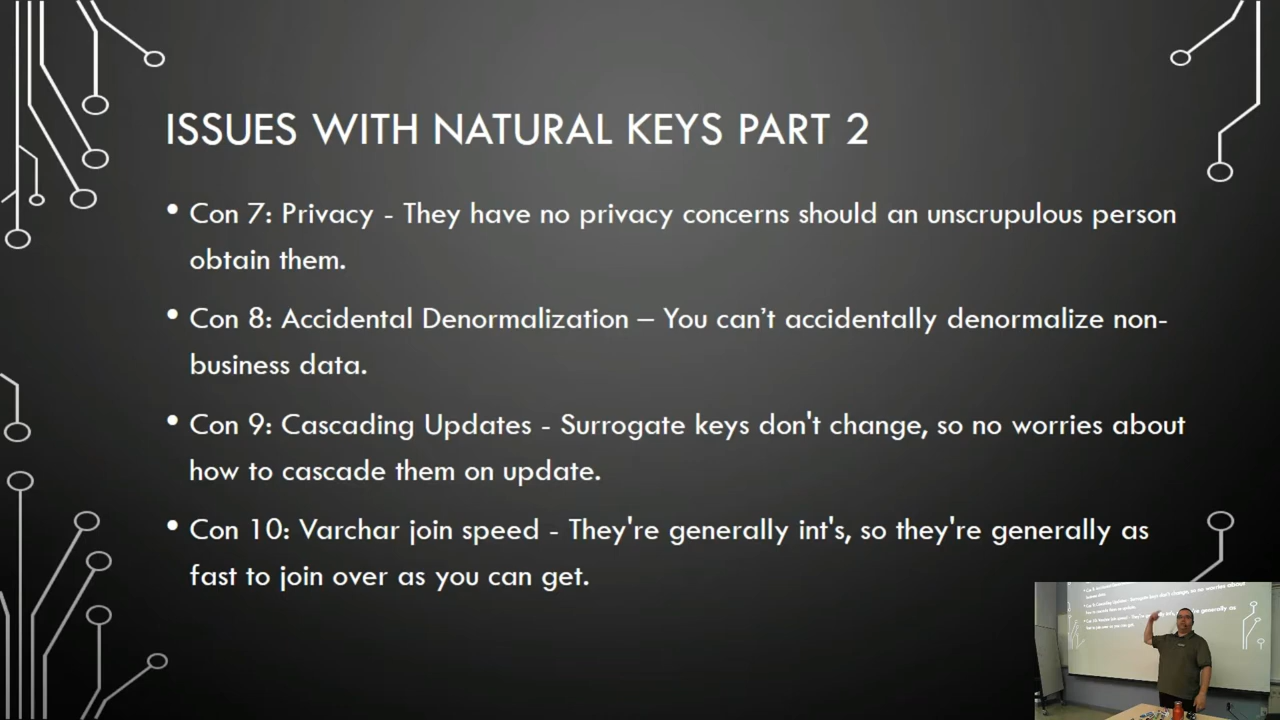 ISSUES WITH NATURAL KEYS PART 2
• Con 7: Privacy - They have no privacy concerns should an unscrupulous person
obtain them.
• Con 8: Accidental Denormalization – You can’t accidentally denormalize non-
business data.
• Con 9: Cascading Updates - Surrogate keys don't change, so no worries about
how to cascade them on update.
• Con 10: Varchar join speed - They're generally int's, so they're generally as
fast to join over as you can get.